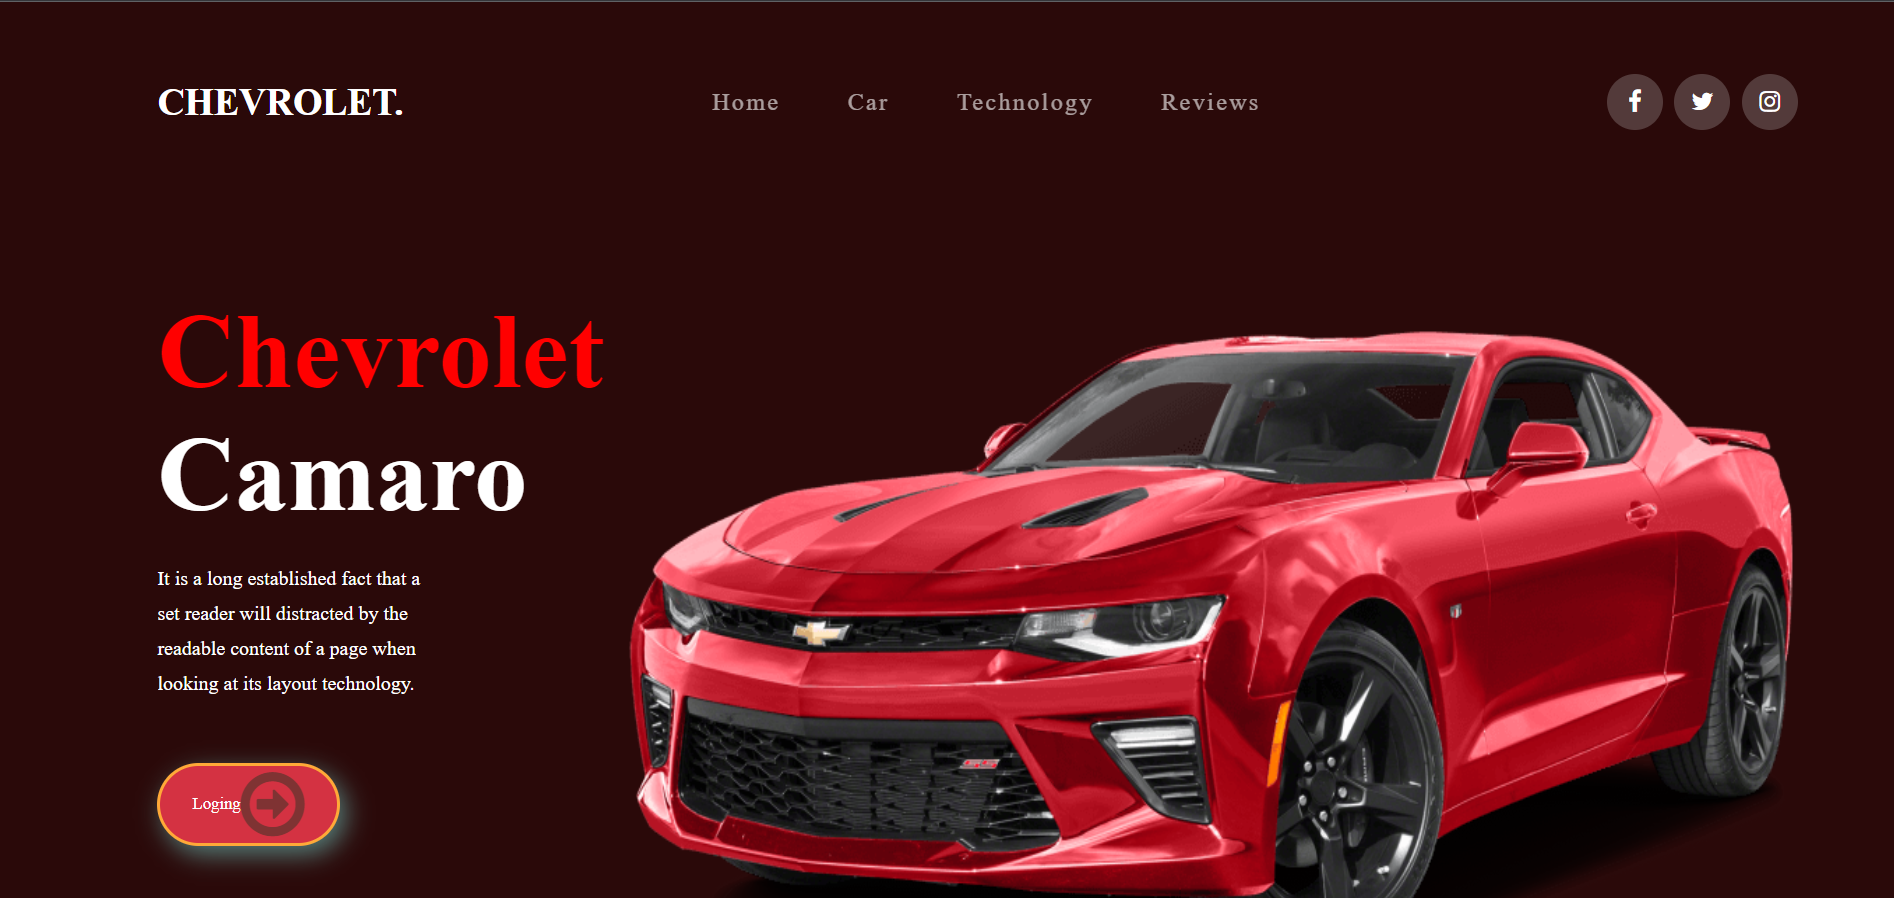 CHEVROLET.
Home
Car
Technology
Reviews
Chevrolet
Camaro
It is a long established fact that a
set reader will distracted by the
readable content of a page when
looking at its layout technology.
Loging